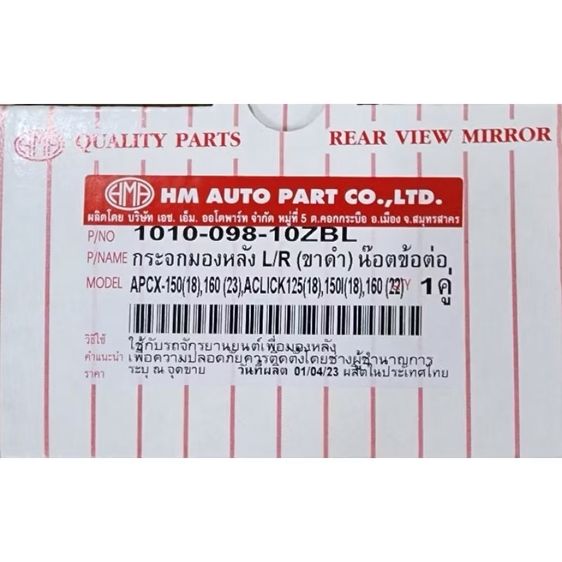 HMA QUALITY PARTS REAR VIEW MIRROR
HMA HM AUTO PART CO.,LTD.
ผลิตโดย บริษัท เอช. เอ็ม. ออโตพาร์ท จำกัด หมู่ที่ 5 ต.คอกกระบือ อ.เมือง จ.สมุทรสาคร
P/NO 1010-098-10ZBL
P/NAME กระจกมองหลัง L/R (ขาดำ) น๊อตข้อต่อ
MODEL APCX-150(18),160 (23),ACLICK125(18),150I(18),160 (22) QTY 1 คู่
วิธีใช้ ใช้กับรถจักรยานยนต์เพื่อมองหลัง
คำแนะนำ เพื่อความปลอดภัยควรติดตั้งโดยช่างผู้ชำนาญการ
ราคา ระบุ ณ จุดขาย วันที่ผลิต 01/04/23 ผลิตในประเทศไทย